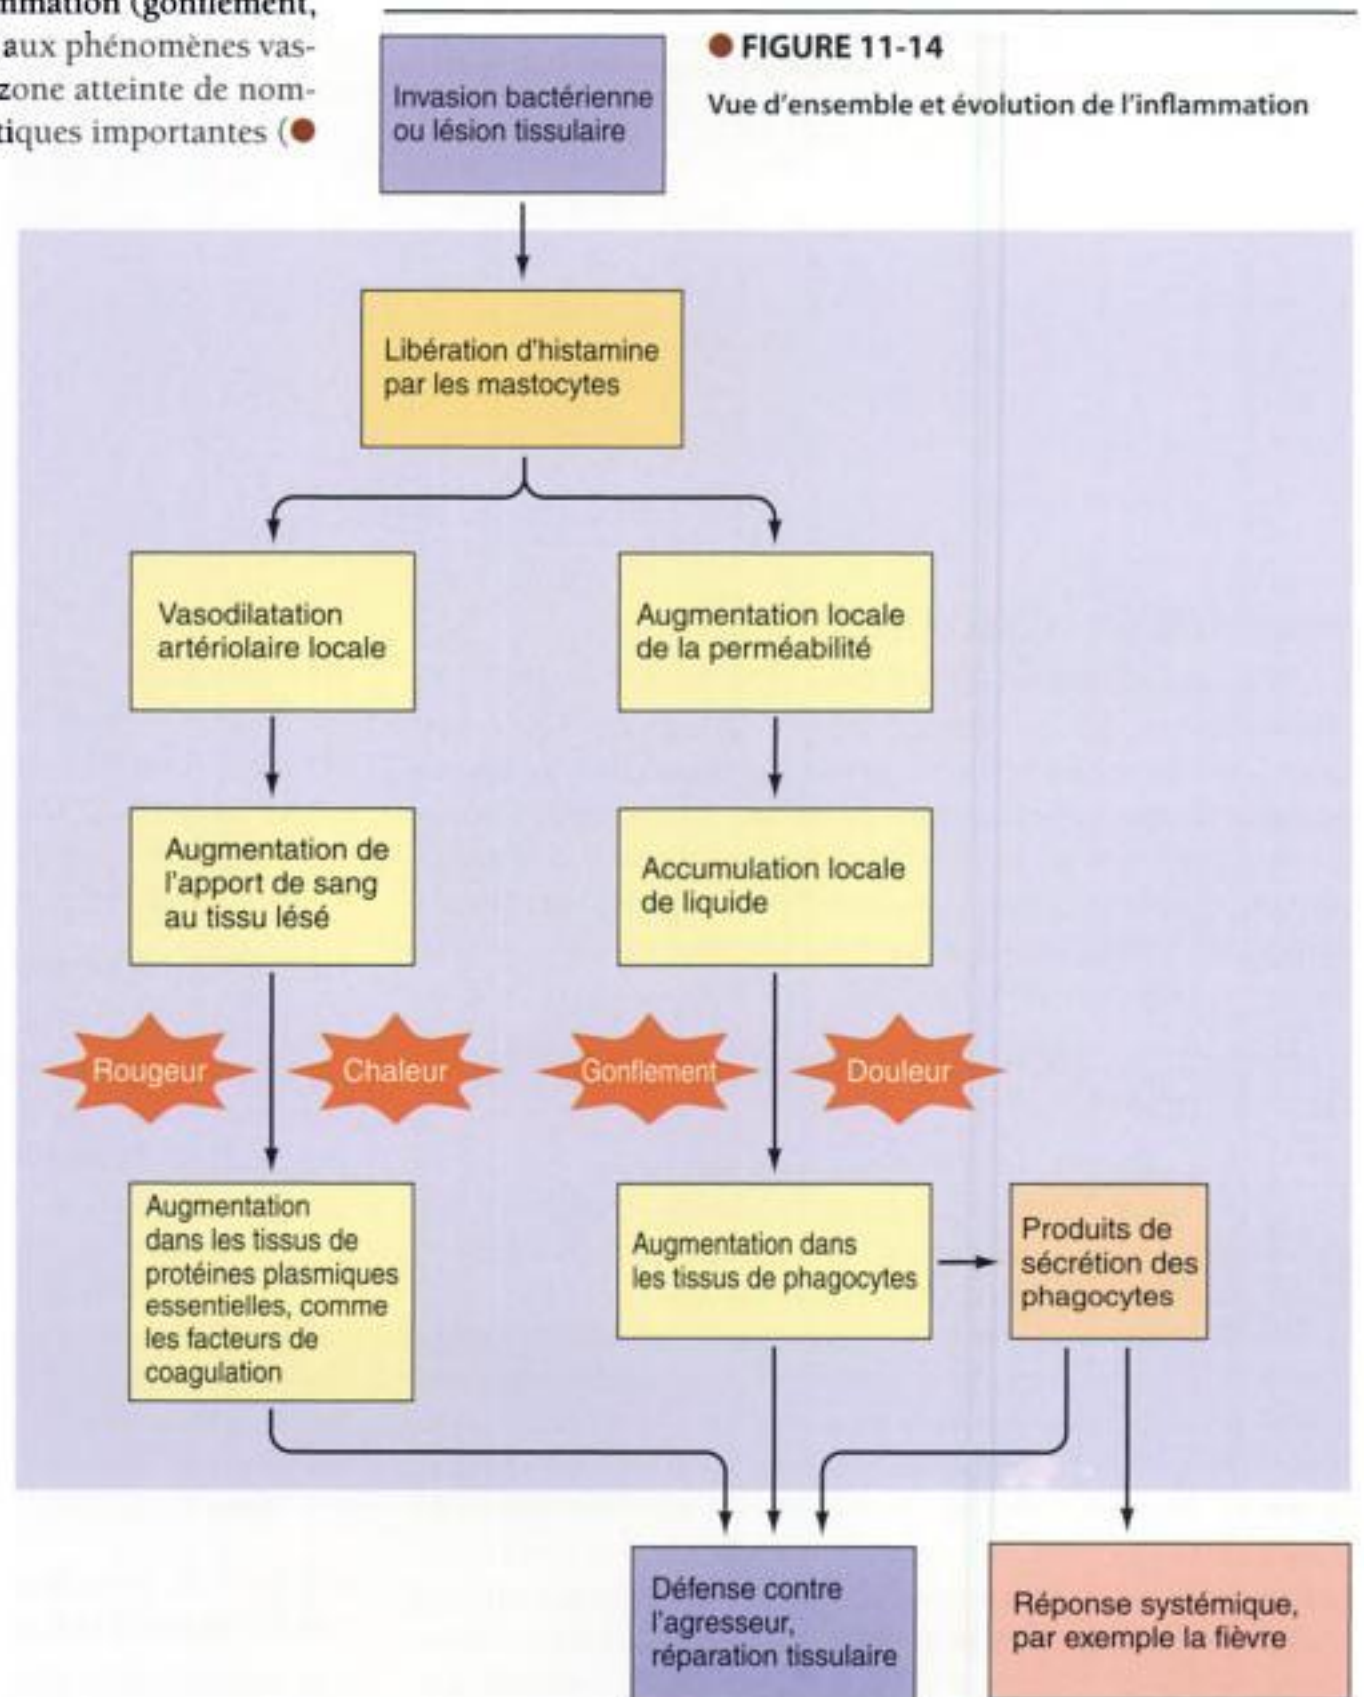 (gonflement,
aux phénomènes vas-
zone atteinte de nom-
tiques importantes (●
● FIGURE 11-14
Vue d'ensemble et évolution de l'inflammation
Invasion bactérienne
ou lésion tissulaire
Libération d'histamine
par les mastocytes
Vasodilatation
artériolaire locale
Augmentation locale
de la perméabilité
Augmentation de
l'apport de sang
au tissu lésé
Accumulation locale
de liquide
Rougeur
Chaleur
Gonflement
Douleur
Augmentation
dans les tissus de
protéines plasmiques
essentielles, comme
les facteurs de
coagulation
Augmentation dans
les tissus de phagocytes
Produits de
sécrétion des
phagocytes
Défense contre
l'agresseur,
réparation tissulaire
Réponse systémique,
par exemple la fièvre